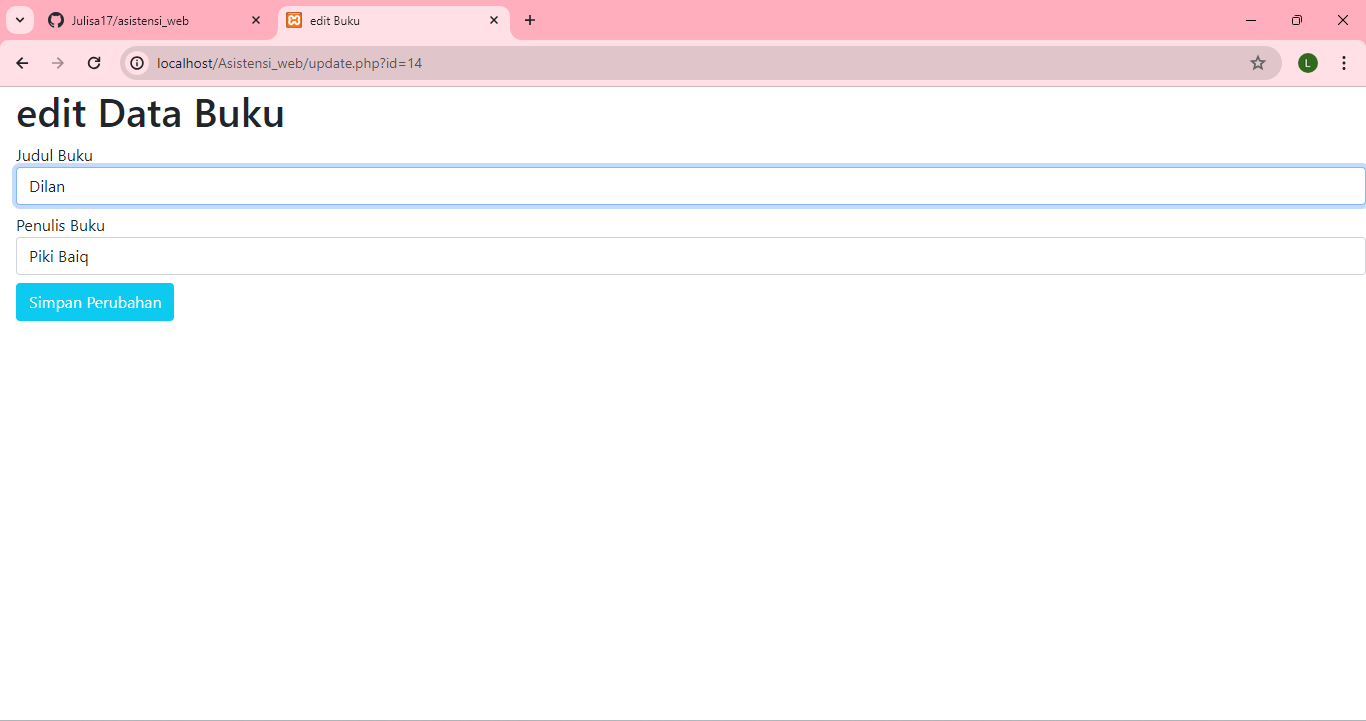 Julisa17/asistensi_web
edit Buku
localhost/Asistensi_web/update.php?id=14
L
edit Data Buku
Judul Buku
Dilan
Penulis Buku
Piki Baiq
Simpan Perubahan